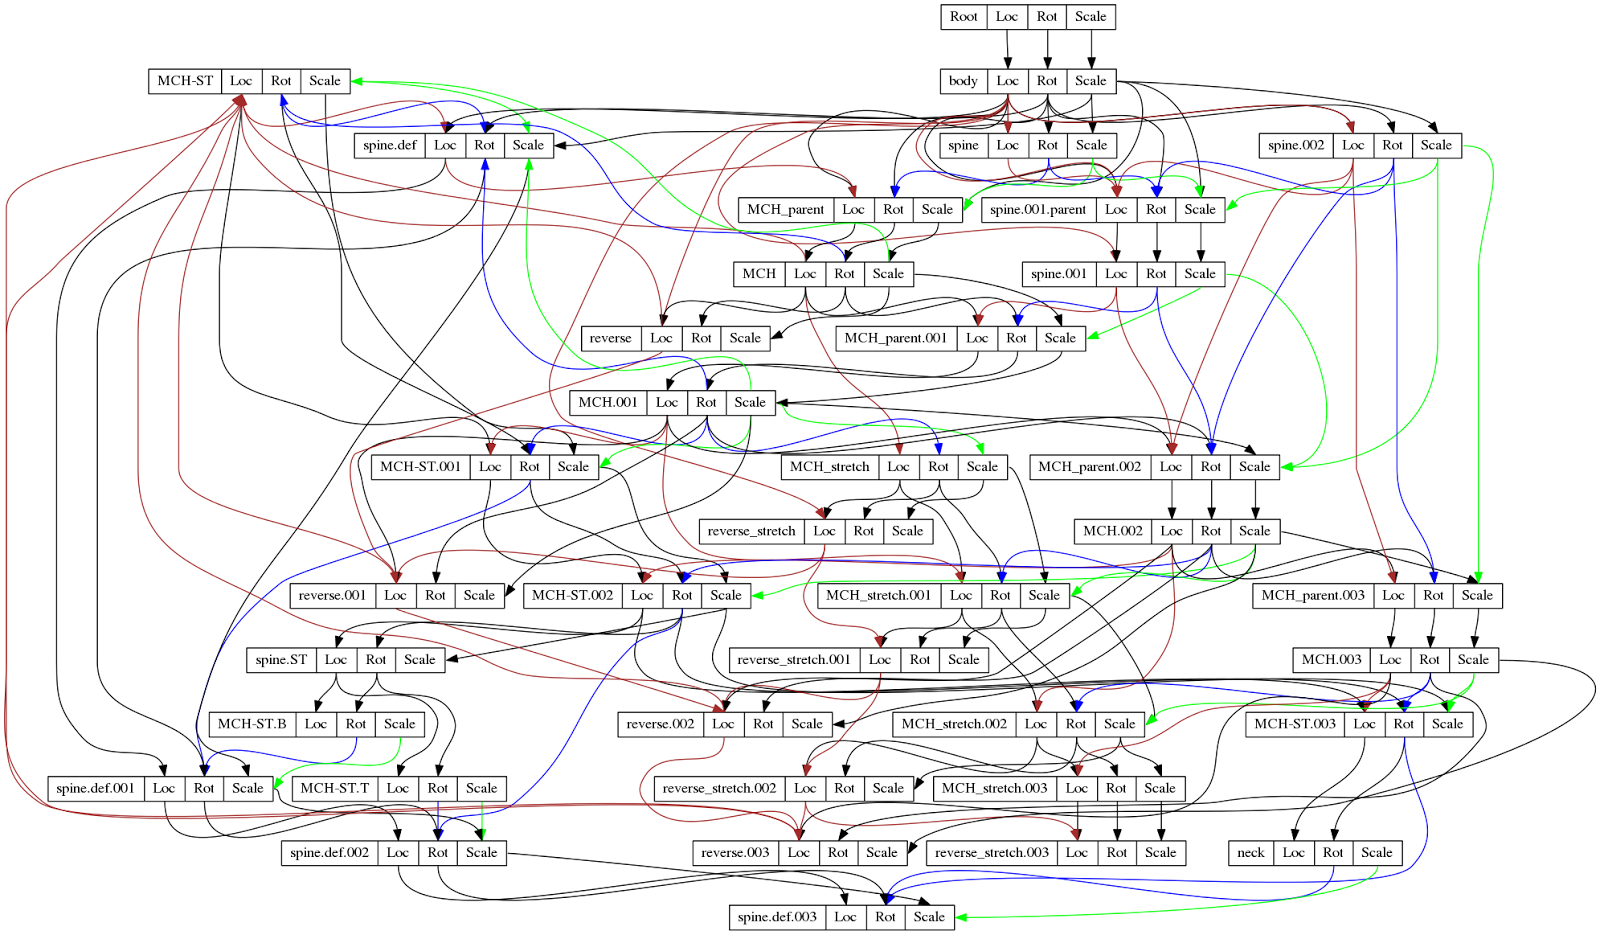 Root Loc Rot Scale
MCH-ST Loc Rot Scale
body Loc Rot Scale
spine.def Loc Rot Scale
spine Loc Rot Scale
spine.002 Loc Rot Scale
MCH_parent Loc Rot Scale
spine.001.parent Loc Rot Scale
MCH Loc Rot Scale
spine.001 Loc Rot Scale
reverse Loc Rot Scale
MCH_parent.001 Loc Rot Scale
MCH.001 Loc Rot Scale
MCH-ST.001 Loc Rot Scale
MCH_stretch Loc Rot Scale
MCH_parent.002 Loc Rot Scale
reverse_stretch Loc Rot Scale
MCH.002 Loc Rot Scale
reverse.001 Loc Rot Scale
MCH-ST.002 Loc Rot Scale
MCH_stretch.001 Loc Rot Scale
MCH_parent.003 Loc Rot Scale
spine.ST Loc Rot Scale
reverse_stretch.001 Loc Rot Scale
MCH.003 Loc Rot Scale
MCH-ST.B Loc Rot Scale
reverse.002 Loc Rot Scale
MCH_stretch.002 Loc Rot Scale
MCH-ST.003 Loc Rot Scale
spine.def.001 Loc Rot Scale
MCH-ST.T Loc Rot Scale
reverse_stretch.002 Loc Rot Scale
MCH_stretch.003 Loc Rot Scale
spine.def.002 Loc Rot Scale
reverse.003 Loc Rot Scale
reverse_stretch.003 Loc Rot Scale
neck Loc Rot Scale
spine.def.003 Loc Rot Scale